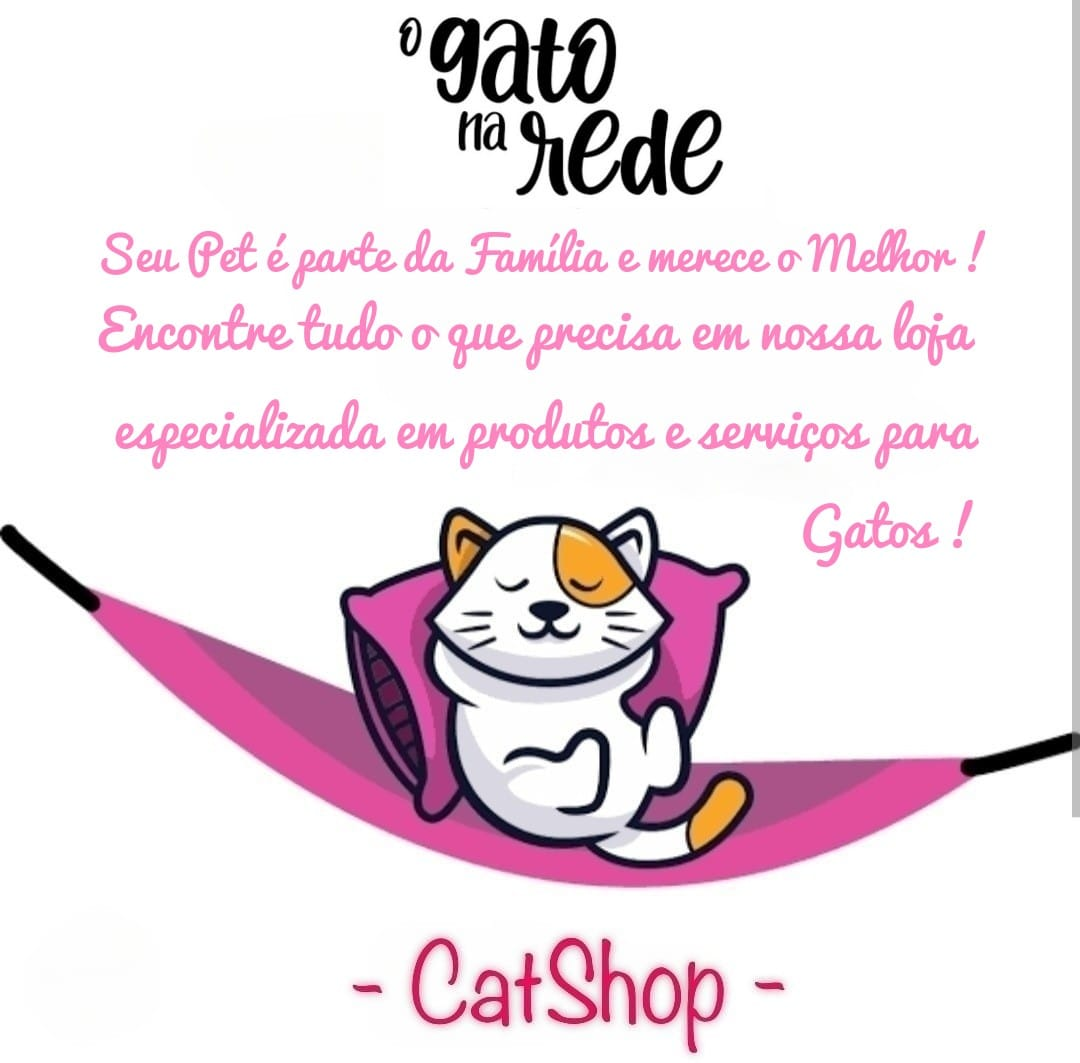 o gato
na rede
Seu Pet é parte da Família e merece o Melhor !
Encontre tudo o que precisa em nossa loja
especializada em produtos e serviços para
Gatos !
- CatShop -